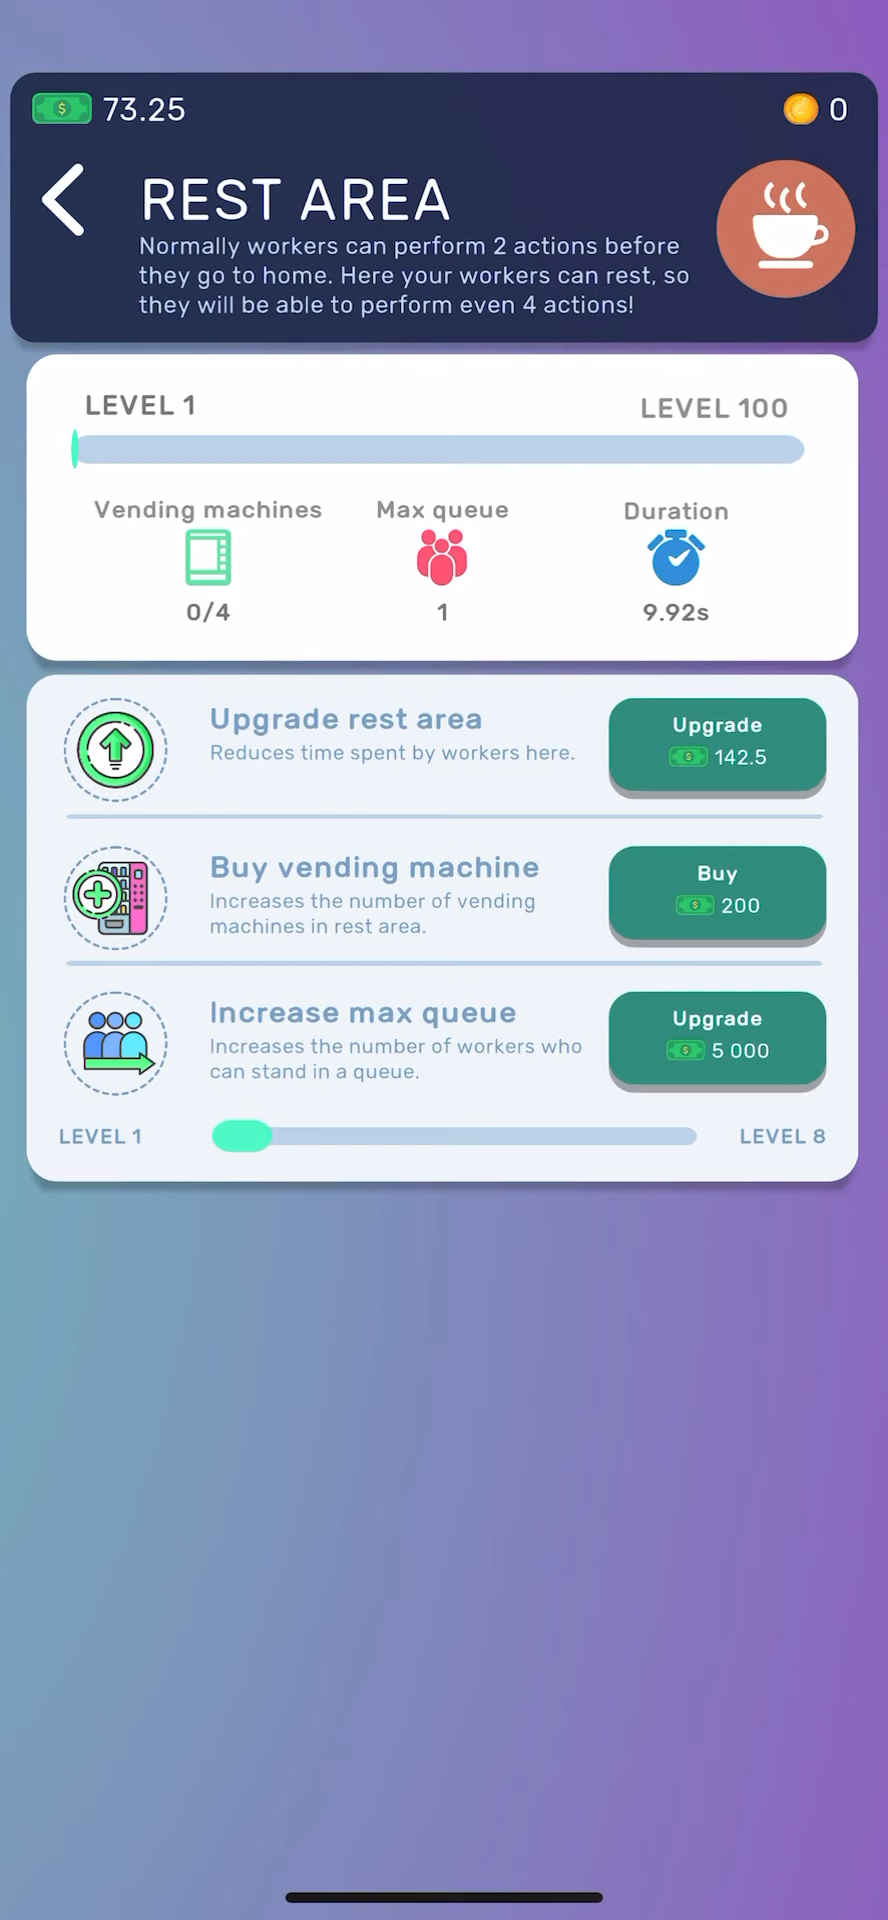 73.25
0
REST AREA
Normally workers can perform 2 actions before
they go to home. Here your workers can rest, so
they will be able to perform even 4 actions!
LEVEL 1
LEVEL 100
Vending machines
Max queue
Duration
0/4
1
9.92s
Upgrade rest area
Reduces time spent by workers here.
Upgrade
142.5
Buy vending machine
Increases the number of vending
machines in rest area.
Buy
200
Increase max queue
Increases the number of workers who
can stand in a queue.
Upgrade
5 000
LEVEL 1
LEVEL 8